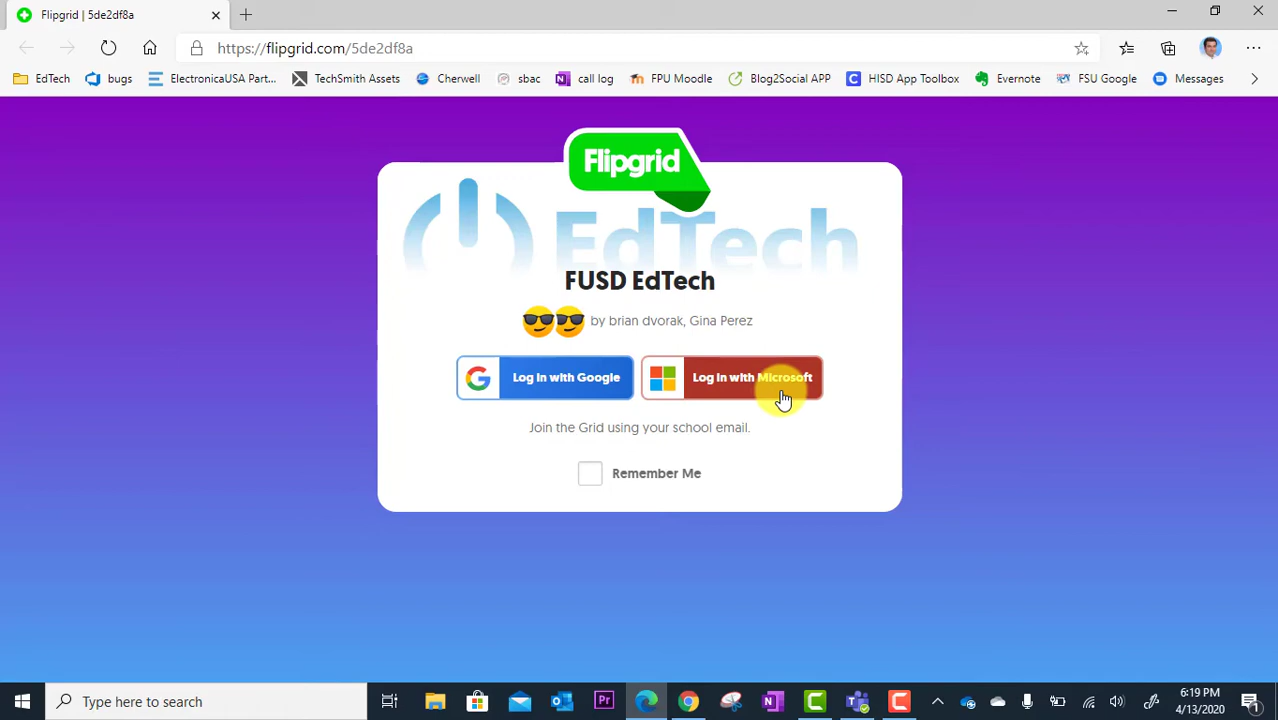 Flipgrid | 5de2df8a
https://flipgrid.com/5de2df8a
EdTech bugs ElectronicaUSA Part... TechSmith Assets Cherwell sbac call log FPU Moodle Blog2Social APP HISD App Toolbox Evernote FSU Google Messages
Flipgrid
EdTech
FUSD EdTech
by brian dvorak, Gina Perez
Log in with Google Log in with Microsoft
Join the Grid using your school email.
Remember Me
Type here to search
6:19 PM
4/13/2020